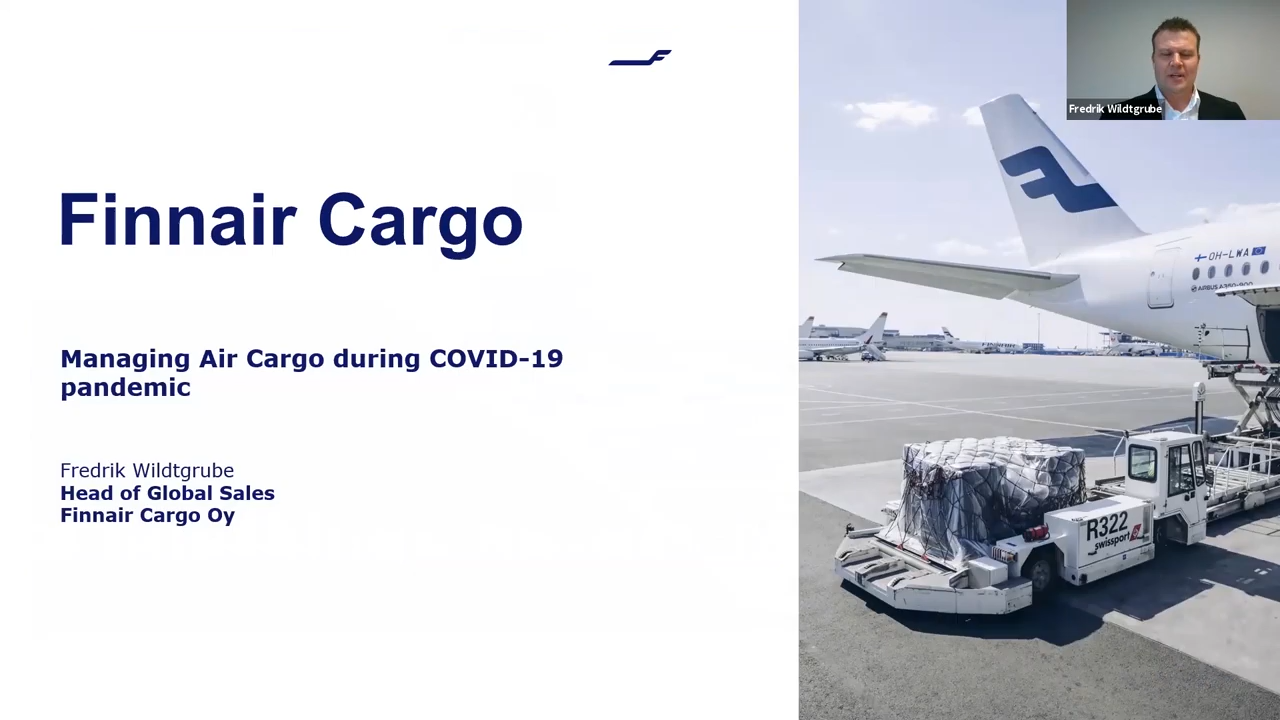 Finnair Cargo
Managing Air Cargo during COVID-19
pandemic
Fredrik Wildtgrube
Head of Global Sales
Finnair Cargo Oy
Fredrik Wildtgrube
OH-LWA
AIRBUS A350-900
R322
swissport